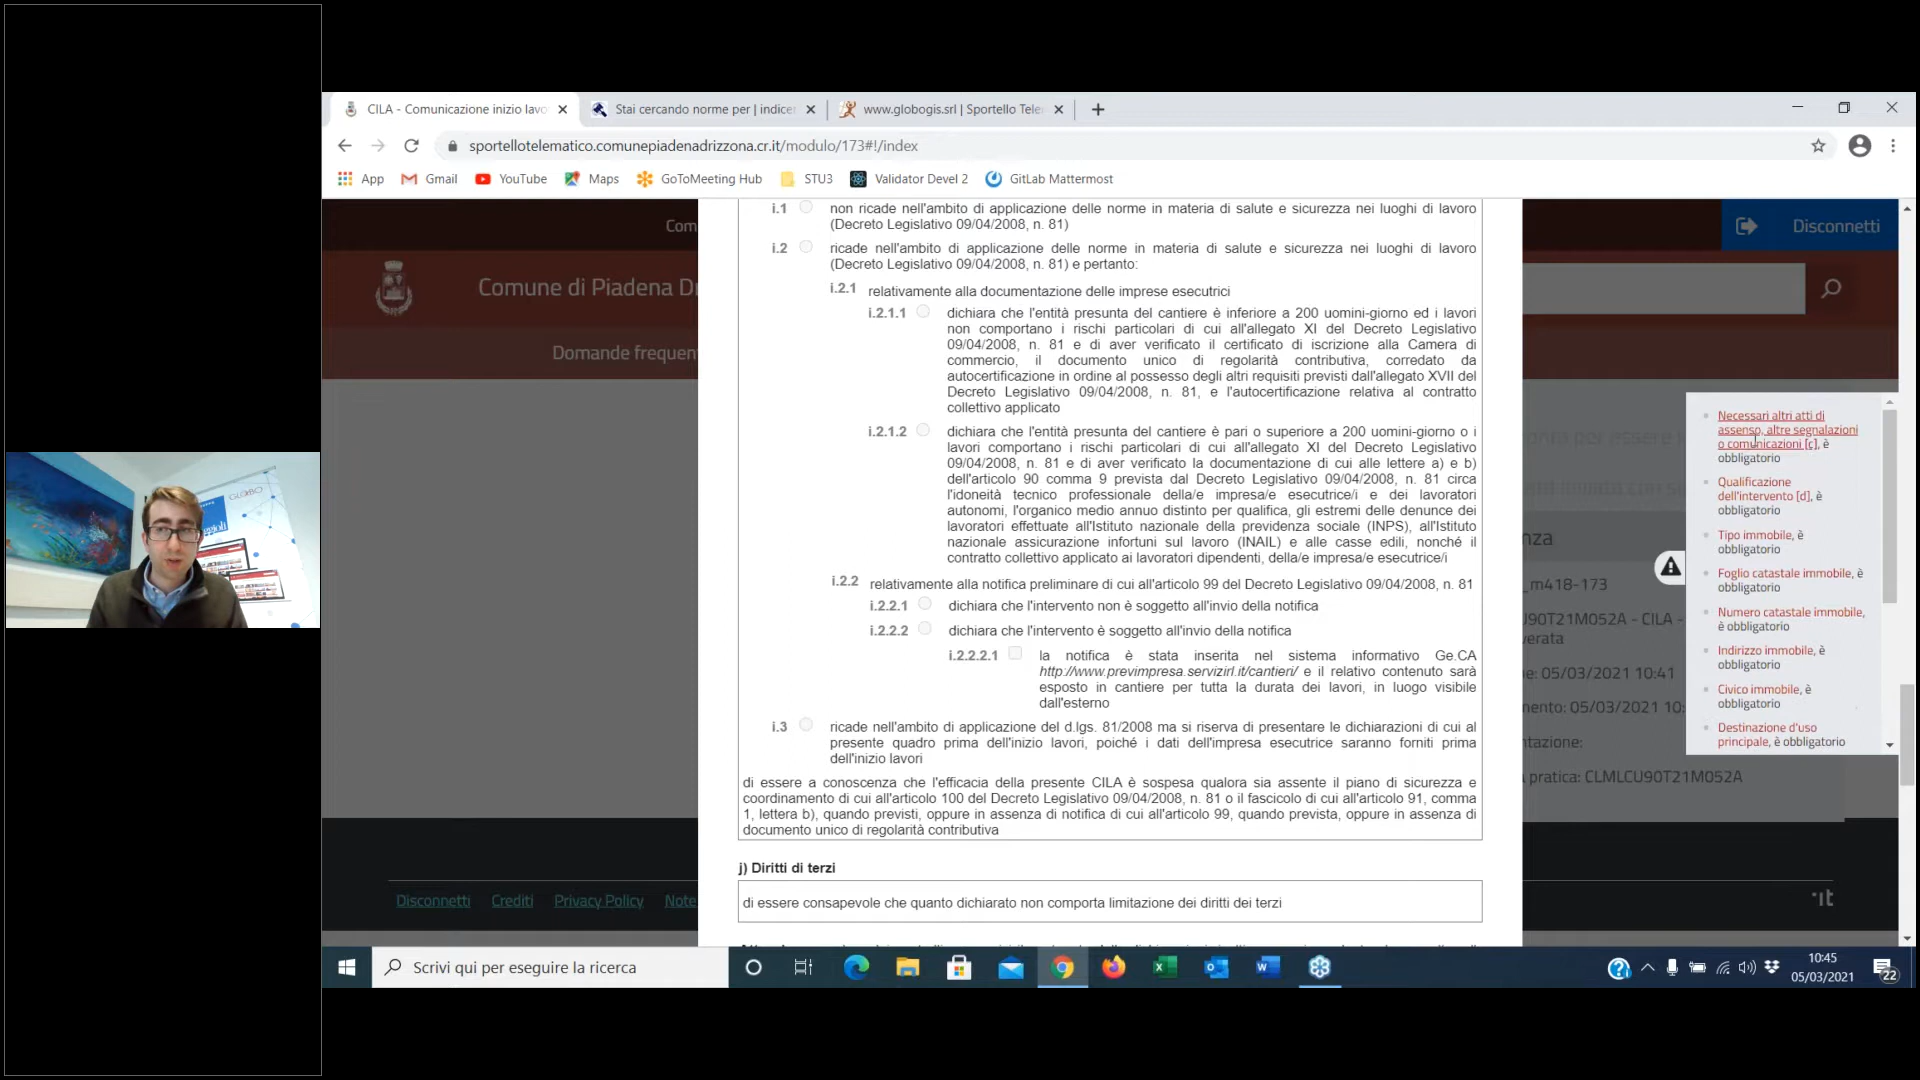 CILA - Comunicazione inizio lavo
Stai cercando norme per | indice
www.globogis.srl | Sportello Tele
sportellotelematico.comunepiadenadrizzona.cr.it/modulo/173#!/index
App Gmail YouTube Maps GoToMeeting Hub STU3 Validator Devel 2 GitLab Mattermost
Com
Disconnetti
Comune di Piadena Dr
Domande frequen
i.1 non ricade nell'ambito di applicazione delle norme in materia di salute e sicurezza nei luoghi di lavoro
(Decreto Legislativo 09/04/2008, n. 81)
i.2 ricade nell'ambito di applicazione delle norme in materia di salute e sicurezza nei luoghi di lavoro
(Decreto Legislativo 09/04/2008, n. 81) e pertanto:
i.2.1 relativamente alla documentazione delle imprese esecutrici
i.2.1.1 dichiara che l'entità presunta del cantiere è inferiore a 200 uomini-giorno ed i lavori
non comportano i rischi particolari di cui all'allegato XI del Decreto Legislativo
09/04/2008, n. 81 e di aver verificato il certificato di iscrizione alla Camera di
commercio, il documento unico di regolarità contributiva, corredato da
autocertificazione in ordine al possesso degli altri requisiti previsti dall'allegato XVII del
Decreto Legislativo 09/04/2008, n. 81, e l'autocertificazione relativa al contratto
collettivo applicato
i.2.1.2 dichiara che l'entità presunta del cantiere è pari o superiore a 200 uomini-giorno o i
lavori comportano i rischi particolari di cui all'allegato XI del Decreto Legislativo
09/04/2008, n. 81 e di aver verificato la documentazione di cui alle lettere a) e b)
dell'articolo 90 comma 9 prevista dal Decreto Legislativo 09/04/2008, n. 81 circa
l'idoneità tecnico professionale della/e impresa/e esecutrice/i e dei lavoratori
autonomi, l'organico medio annuo distinto per qualifica, gli estremi delle denunce dei
lavoratori effettuate all'Istituto nazionale della previdenza sociale (INPS), all'Istituto
nazionale assicurazione infortuni sul lavoro (INAIL) e alle casse edili, nonché il
contratto collettivo applicato ai lavoratori dipendenti, della/e impresa/e esecutrice/i
i.2.2 relativamente alla notifica preliminare di cui all'articolo 99 del Decreto Legislativo 09/04/2008, n. 81
i.2.2.1 dichiara che l'intervento non è soggetto all'invio della notifica
i.2.2.2 dichiara che l'intervento è soggetto all'invio della notifica
i.2.2.2.1 la notifica è stata inserita nel sistema informativo Ge.CA
http://www.previmpresa.servizirl.it/cantieri/ e il relativo contenuto sarà
esposto in cantiere per tutta la durata dei lavori, in luogo visibile
dall'esterno
i.3 ricade nell'ambito di applicazione del d.lgs. 81/2008 ma si riserva di presentare le dichiarazioni di cui al
presente quadro prima dell'inizio lavori, poiché i dati dell'impresa esecutrice saranno forniti prima
dell'inizio lavori
di essere a conoscenza che l'efficacia della presente CILA è sospesa qualora sia assente il piano di sicurezza e
coordinamento di cui all'articolo 100 del Decreto Legislativo 09/04/2008, n. 81 o il fascicolo di cui all'articolo 91, comma
1, lettera b), quando previsti, oppure in assenza di notifica di cui all'articolo 99, quando prevista, oppure in assenza di
documento unico di regolarità contributiva
j) Diritti di terzi
di essere consapevole che quanto dichiarato non comporta limitazione dei diritti dei terzi
Necessari altri atti di
assenso, altre segnalazioni
o comunicazioni [c], è
obbligatorio
Qualificazione
dell'intervento [d], è
obbligatorio
Tipo immobile, è
obbligatorio
Foglio catastale immobile, è
obbligatorio
Numero catastale immobile,
è obbligatorio
Indirizzo immobile, è
obbligatorio
Civico immobile, è
obbligatorio
Destinazione d'uso
principale, è obbligatorio
nza
_m418-173
J90T21M052A - CILA -
verata
e: 05/03/2021 10:41
mento: 05/03/2021 10:
tazione:
a pratica: CLMLCU90T21M052A
Disconnetti Crediti Privacy Policy Note
GLOBO
Scrivi qui per eseguire la ricerca
10:45
05/03/2021
22